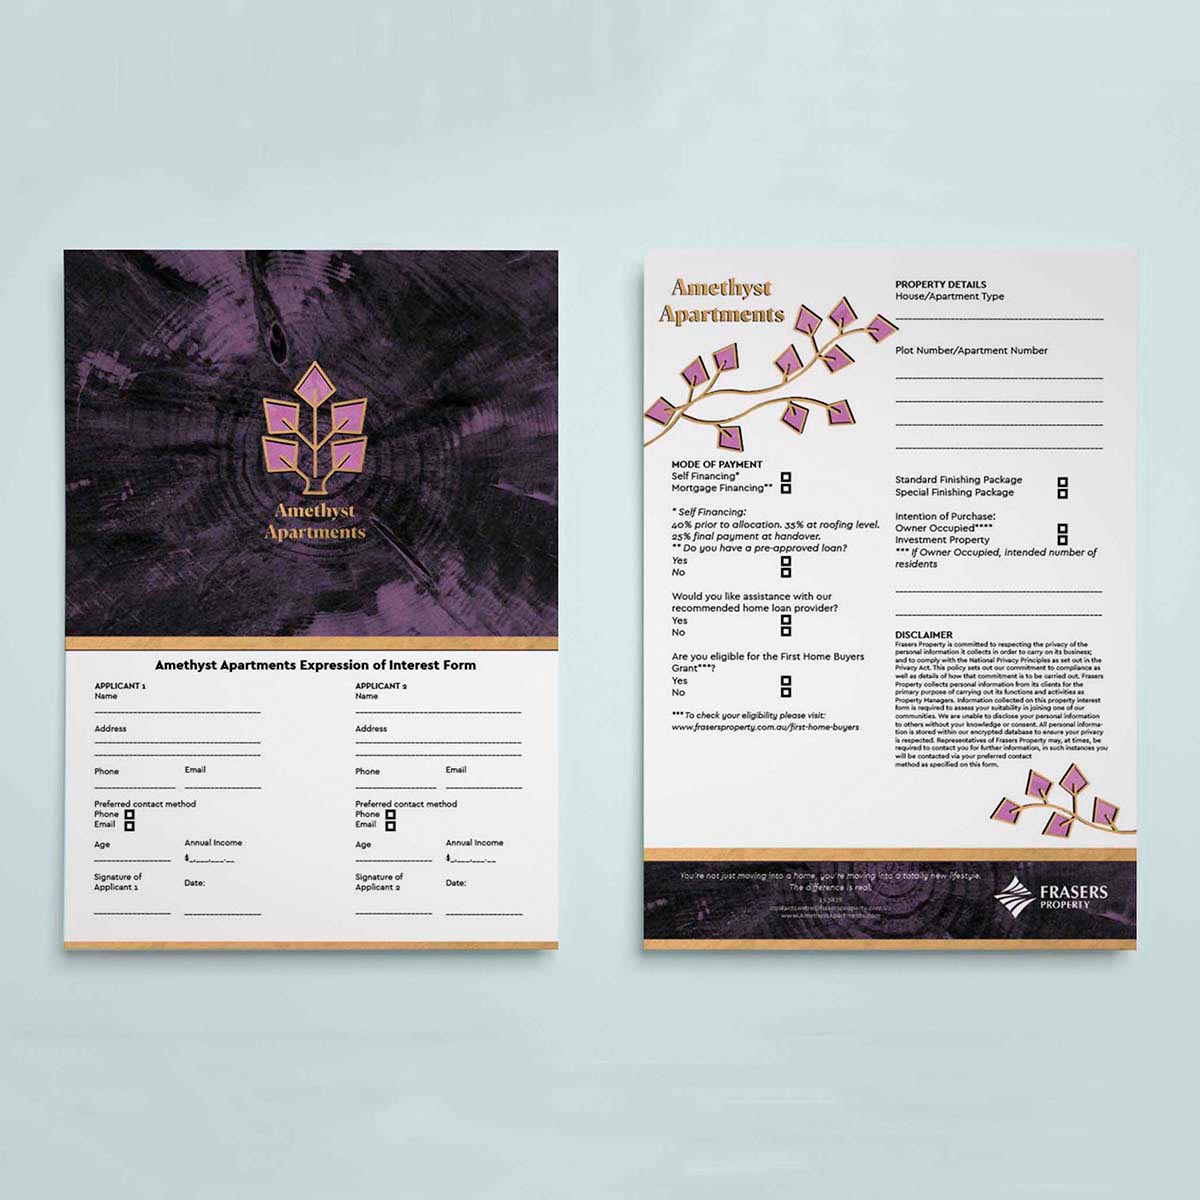 Amethyst
Apartments
Amethyst Apartments Expression of Interest Form
APPLICANT 1
Name
Address
Phone
Email
Preferred contact method
Phone
Email
Age
Annual Income
$_,___,___.__
Signature of
Applicant 1
Date:
APPLICANT 2
Name
Address
Phone
Email
Preferred contact method
Phone
Email
Age
Annual Income
$_,___,___.__
Signature of
Applicant 2
Date:
Amethyst
Apartments
MODE OF PAYMENT
Self Financing*
Mortgage Financing**
* Self Financing:
40% prior to allocation. 35% at roofing level.
25% final payment at handover.
** Do you have a pre-approved loan?
Yes
No
Would you like assistance with our
recommended home loan provider?
Yes
No
Are you eligible for the First Home Buyers
Grant***?
Yes
No
*** To check your eligibility please visit:
www.frasersproperty.com.au/first-home-buyers
PROPERTY DETAILS
House/Apartment Type
Plot Number/Apartment Number
Standard Finishing Package
Special Finishing Package
Intention of Purchase:
Owner Occupied****
Investment Property
*** If Owner Occupied, intended number of
residents
DISCLAIMER
Frasers Property is committed to respecting the privacy of the
personal information it collects in order to carry on its business;
and to comply with the National Privacy Principles as set out in the
Privacy Act. This policy sets out our commitment to compliance as
well as details of how that commitment is to be carried out. Frasers
Property collects personal information from its clients for the
primary purpose of carrying out its functions and activities as
Property Managers. Information collected on this property interest
form is required to assess your suitability in joining one of our
communities. We are unable to disclose your personal information
to others without your knowledge or consent. All personal informa-
tion is stored within our encrypted database to ensure your privacy
is respected. Representatives of Frasers Property may, at times, be
required to contact you for further information, in such instances you
will be contacted via your preferred contact
method as specified on this form.
You're not just moving into a home, you're moving into a totally new lifestyle.
The difference is real.
13 3838
contactcentre@frasersproperty.com.au
www.AmethystApartments.com
FRASERS
PROPERTY